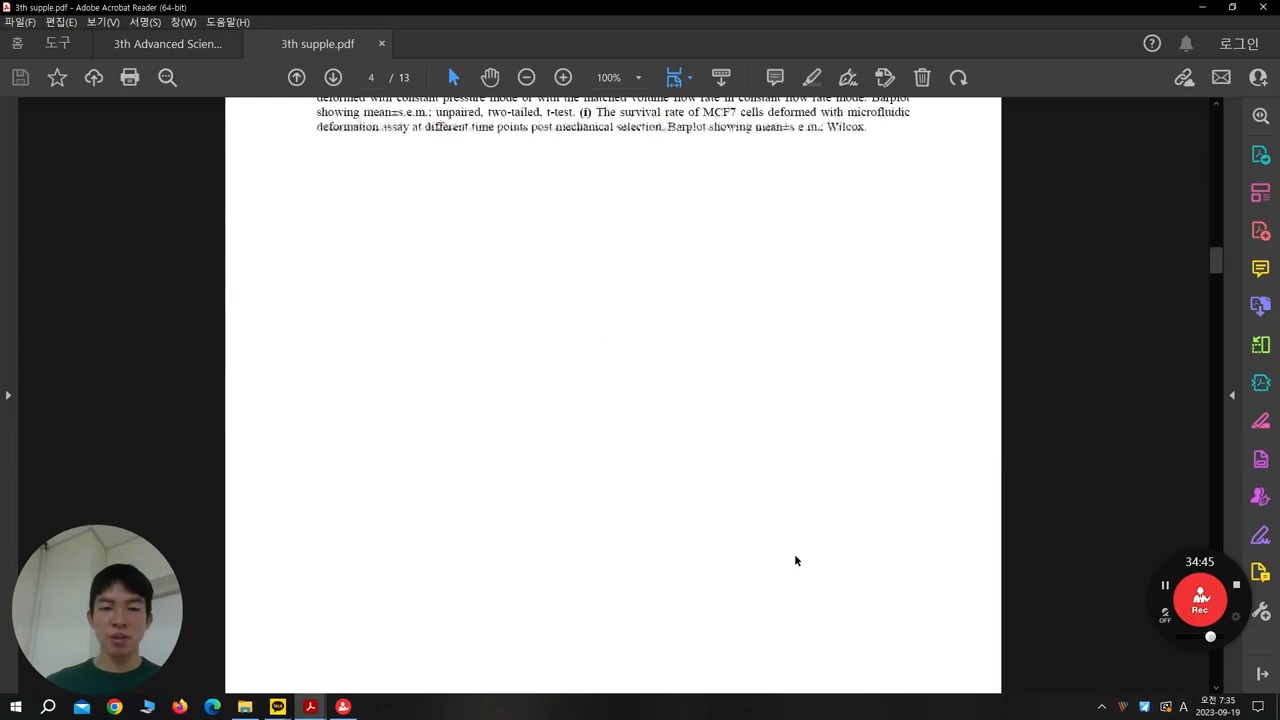 3th supple.pdf - Adobe Acrobat Reader (64-bit)
파일(F) 편집(E) 보기(V) 서명(S) 창(W) 도움말(H)
홈 도구 3th Advanced Scien... 3th supple.pdf 로그인
4 / 13 100%
deformed with constant pressure mode or with the matched volume flow rate in constant flow rate mode. Barplot
showing mean±s.e.m.; unpaired, two-tailed, t-test. (i) The survival rate of MCF7 cells deformed with microfluidic
deformation Assay at different time points post mechanical selection. Barplot showing mean±s e.m.; Wilcox.
34:45
Rec
OFF
TALK
A 오전 7:35
2023-09-19